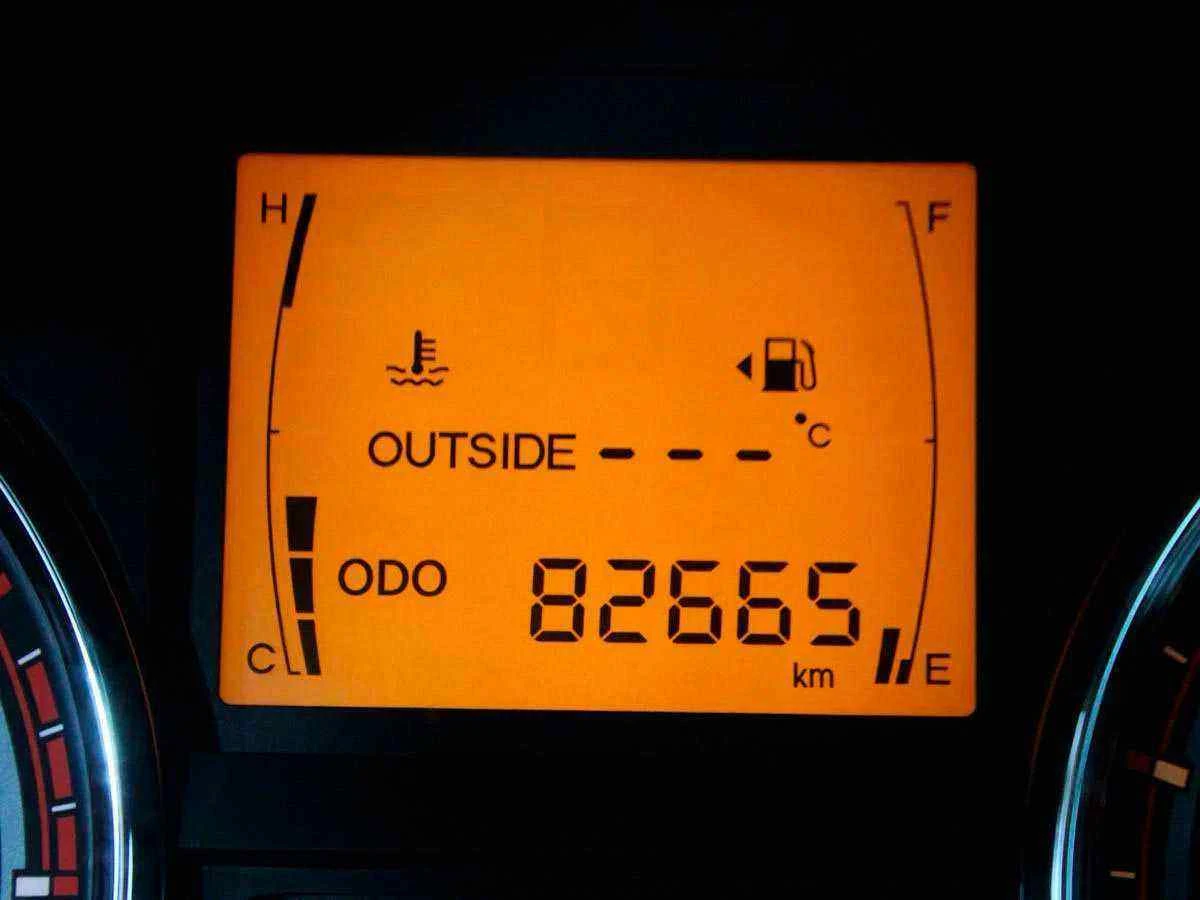 H F
°C
OUTSIDE - - -
ODO 82665
C km E